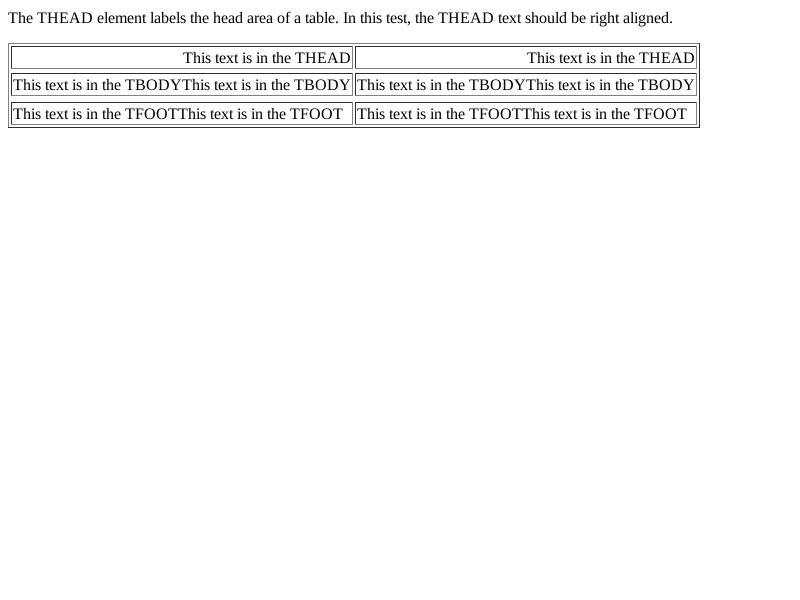 The THEAD element labels the head area of a table. In this test, the THEAD text should be right aligned.
This text is in the THEAD This text is in the THEAD
This text is in the TBODYThis text is in the TBODY This text is in the TBODYThis text is in the TBODY
This text is in the TFOOTThis text is in the TFOOT This text is in the TFOOTThis text is in the TFOOT